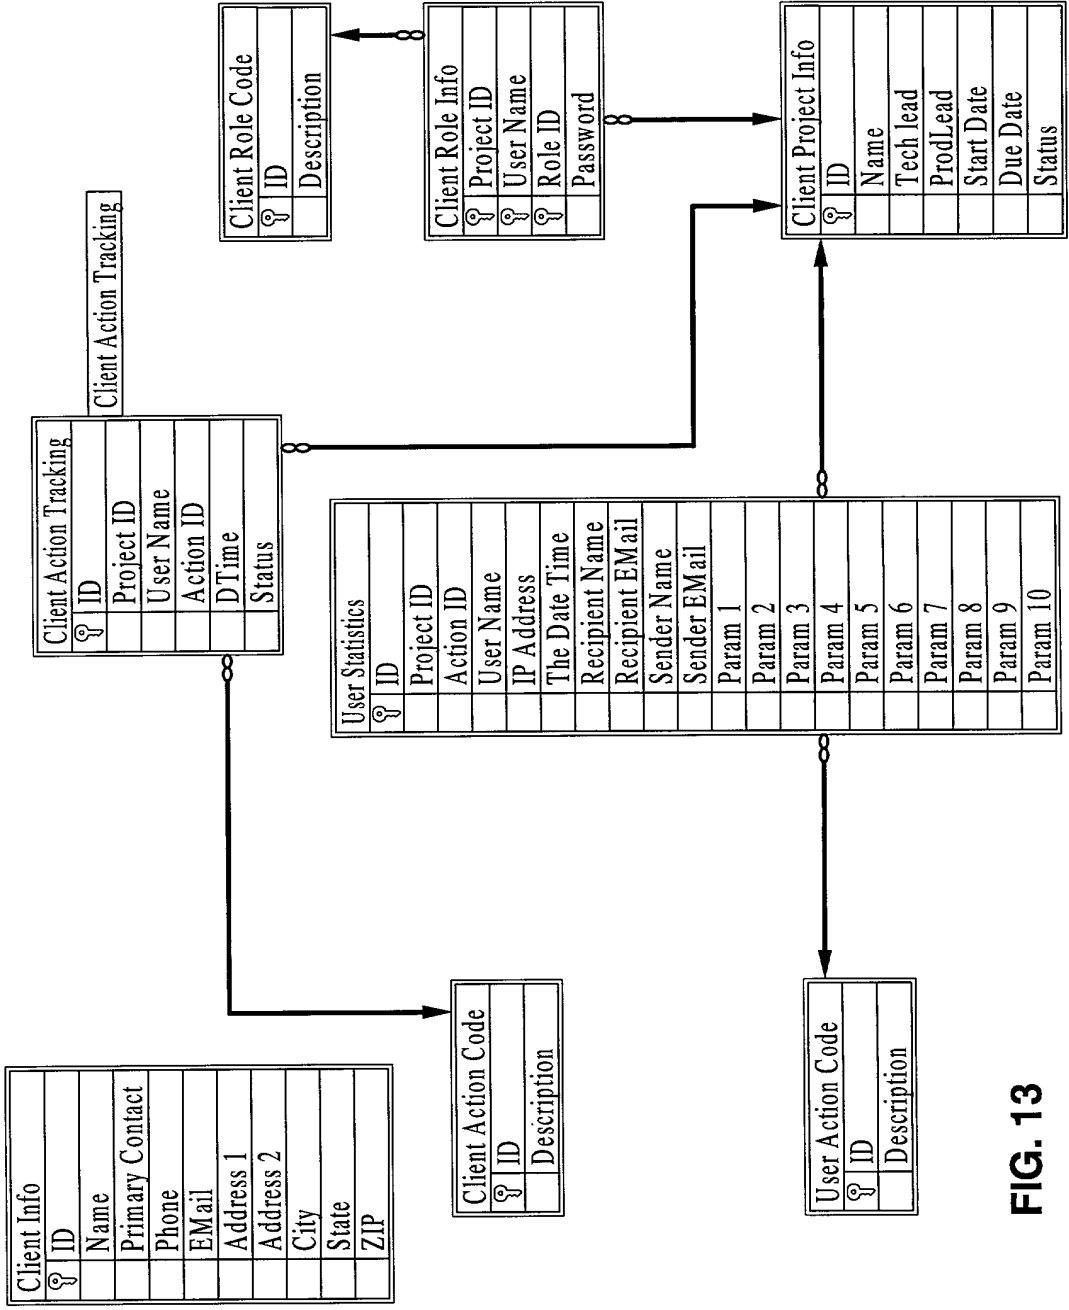 Client Info
ID
Name
Primary Contact
Phone
EMail
Address 1
Address 2
City
State
ZIP
Client Action Code
ID
Description
User Action Code
ID
Description
Client Action Tracking
ID
Project ID
User Name
Action ID
DTime
Status
Client Action Tracking
User Statistics
ID
Project ID
Action ID
User Name
IP Address
The Date Time
Recipient Name
Recipient EMail
Sender Name
Sender EMail
Param 1
Param 2
Param 3
Param 4
Param 5
Param 6
Param 7
Param 8
Param 9
Param 10
Client Role Code
ID
Description
Client Role Info
Project ID
User Name
Role ID
Password
Client Project Info
ID
Name
Tech lead
ProdLead
Start Date
Due Date
Status
FIG. 13